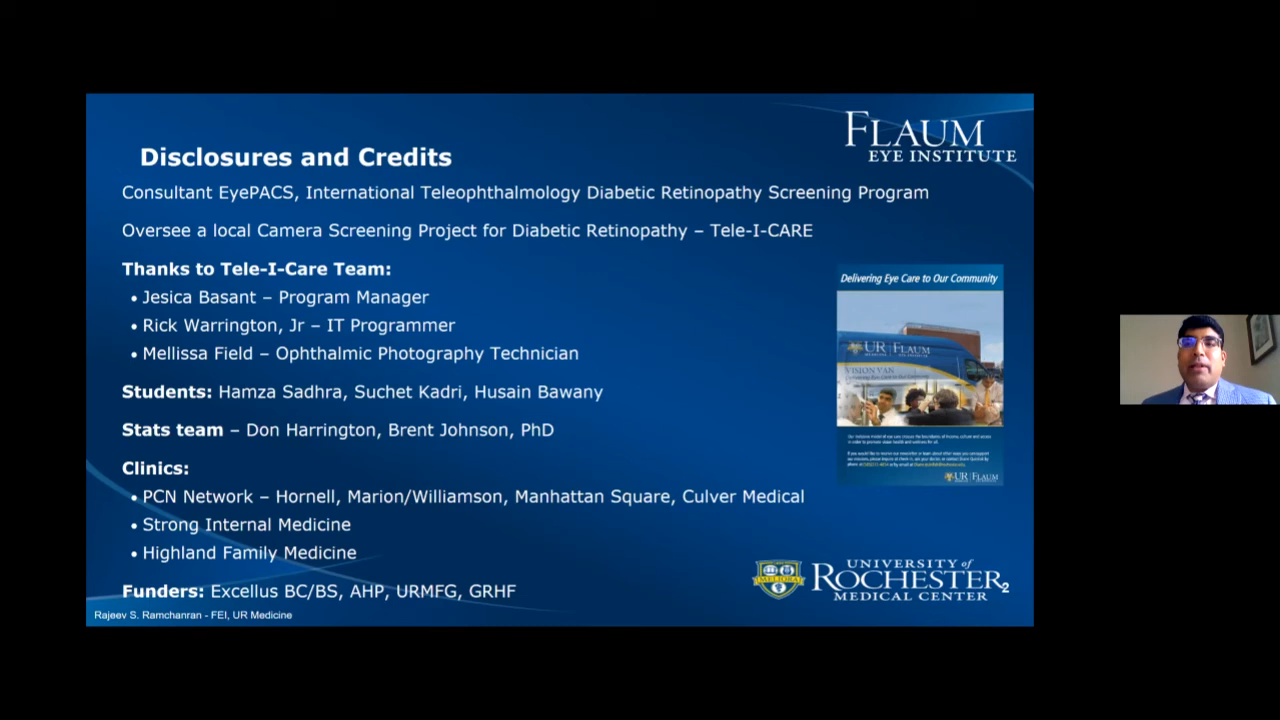 FLAUM
EYE INSTITUTE
Disclosures and Credits
Consultant EyePACS, International Teleophthalmology Diabetic Retinopathy Screening Program
Oversee a local Camera Screening Project for Diabetic Retinopathy – Tele-I-CARE
Thanks to Tele-I-Care Team:
• Jesica Basant – Program Manager
• Rick Warrington, Jr – IT Programmer
• Mellissa Field – Ophthalmic Photography Technician
Students: Hamza Sadhra, Suchet Kadri, Husain Bawany
Stats team – Don Harrington, Brent Johnson, PhD
Clinics:
• PCN Network – Hornell, Marion/Williamson, Manhattan Square, Culver Medical
• Strong Internal Medicine
• Highland Family Medicine
Funders: Excellus BC/BS, AHP, URMFG, GRHF
Rajeev S. Ramchanran - FEI, UR Medicine
Delivering Eye Care to Our Community
UR FLAUM
VISION VAN
UR FLAUM
MELIORA
UNIVERSITY of
ROCHESTER
MEDICAL CENTER
2